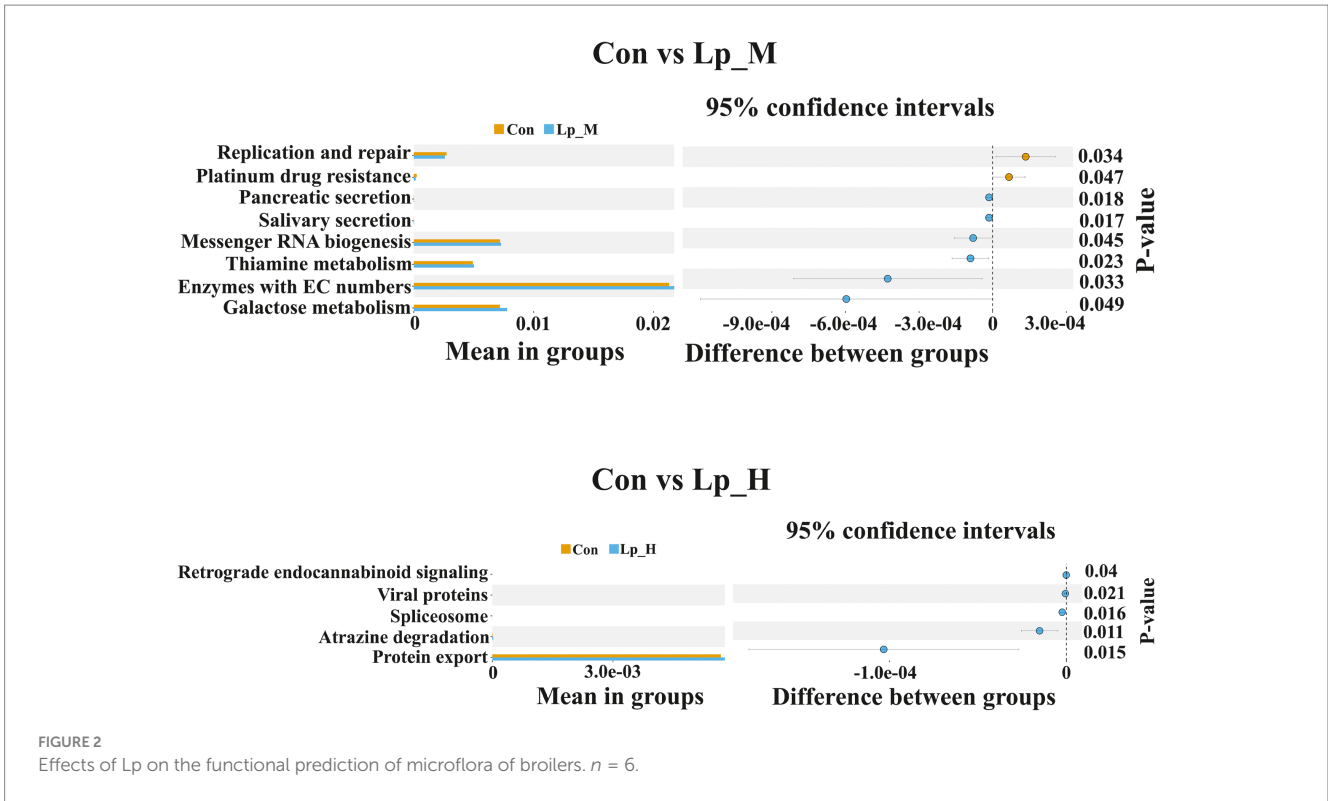 Con vs Lp_M
95% confidence intervals
Con Lp_M
Replication and repair 0.034
Platinum drug resistance 0.047
Pancreatic secretion 0.018
Salivary secretion 0.017
Messenger RNA biogenesis 0.045
Thiamine metabolism 0.023
Enzymes with EC numbers 0.033
Galactose metabolism 0.049
P-value
0 0.01 0.02 -9.0e-04 -6.0e-04 -3.0e-04 0 3.0e-04
Mean in groups Difference between groups
Con vs Lp_H
95% confidence intervals
Con Lp_H
Retrograde endocannabinoid signaling 0.04
Viral proteins 0.021
Spliceosome 0.016
Atrazine degradation 0.011
Protein export 0.015
P-value
0 3.0e-03 -1.0e-04 0
Mean in groups Difference between groups
FIGURE 2
Effects of Lp on the functional prediction of microflora of broilers. n = 6.